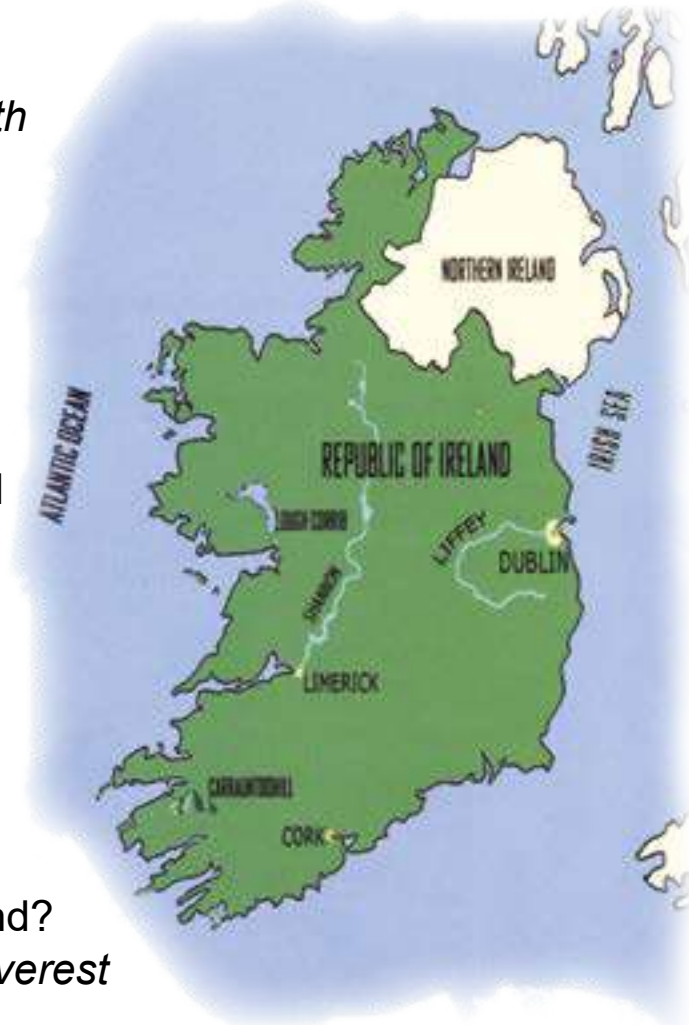 th
NORTHERN IRELAND
ATLANTIC OCEAN
IRISH SEA
REPUBLIC OF IRELAND
d
LOUGH CORRIB
LIFFEY
DUBLIN
SHANNON
LIMERICK
CARRAUNTOOHILL
CORK
nd?
verest